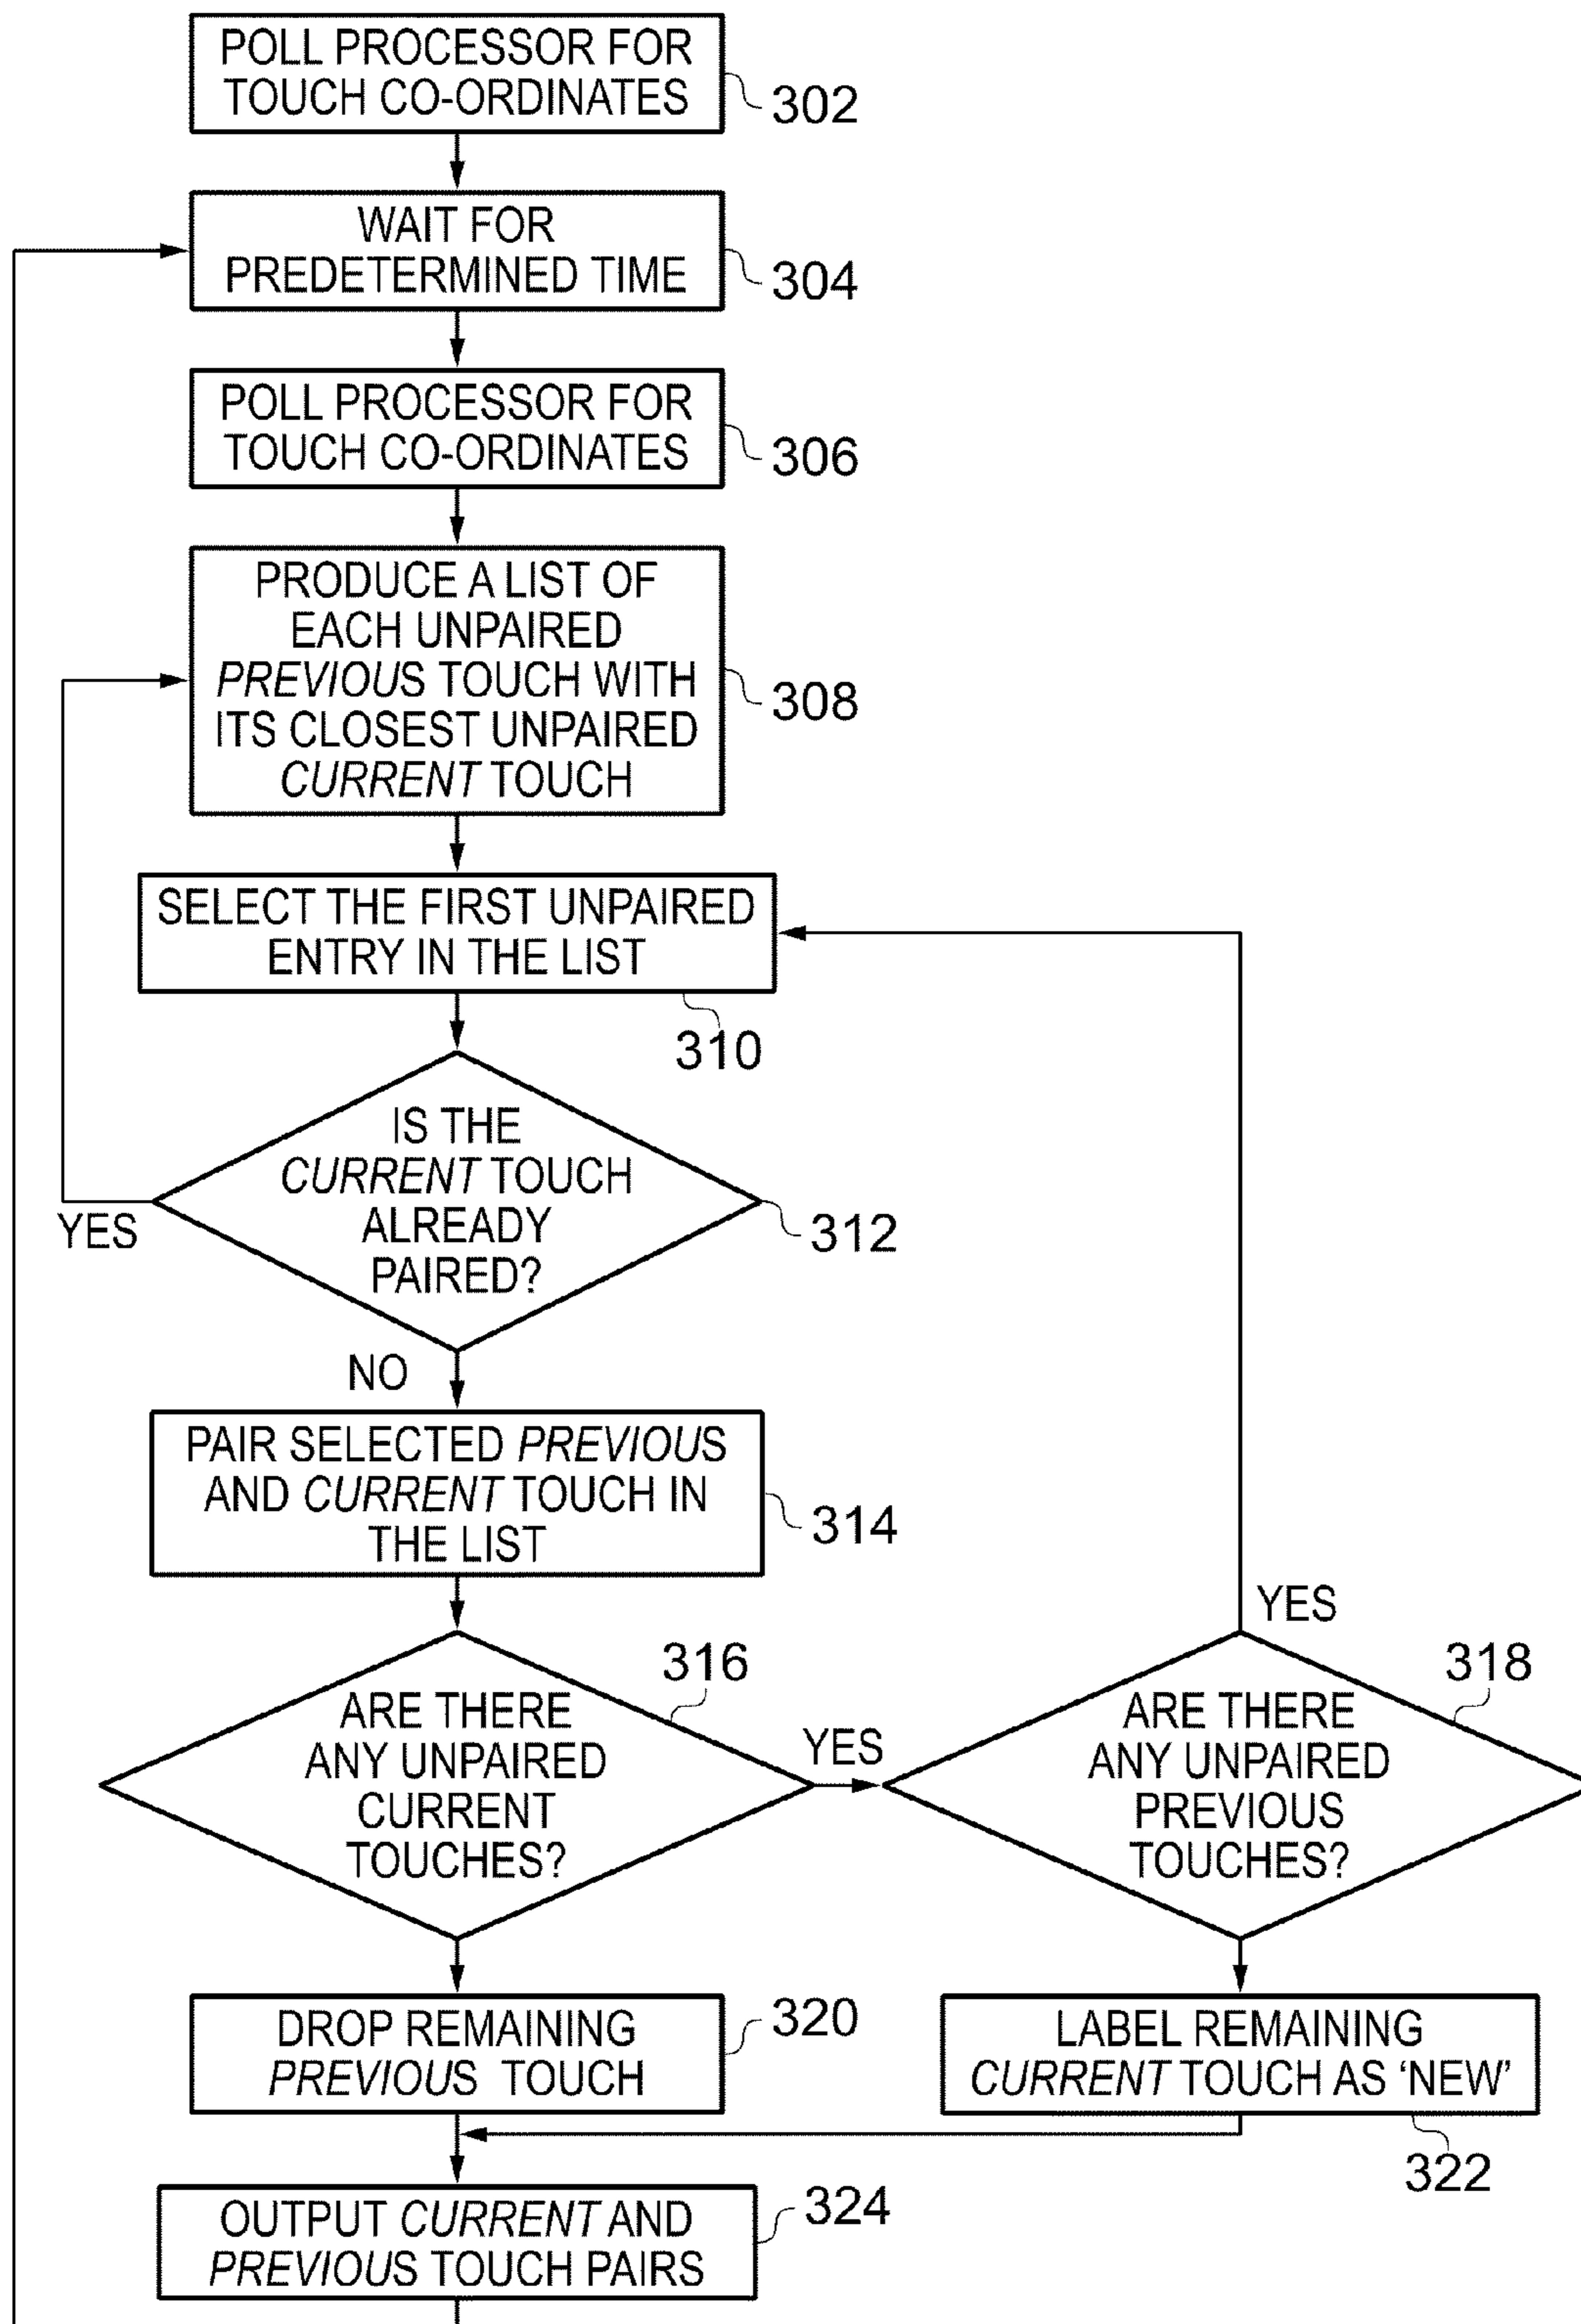 POLL PROCESSOR FOR
TOUCH CO-ORDINATES
302
WAIT FOR
PREDETERMINED TIME
304
POLL PROCESSOR FOR
TOUCH CO-ORDINATES
306
PRODUCE A LIST OF
EACH UNPAIRED
PREVIOUS TOUCH WITH
ITS CLOSEST UNPAIRED
CURRENT TOUCH
308
SELECT THE FIRST UNPAIRED
ENTRY IN THE LIST
310
IS THE
CURRENT TOUCH
ALREADY
PAIRED?
312
YES
NO
PAIR SELECTED PREVIOUS
AND CURRENT TOUCH IN
THE LIST
314
ARE THERE
ANY UNPAIRED
CURRENT
TOUCHES?
316
YES
ARE THERE
ANY UNPAIRED
PREVIOUS
TOUCHES?
318
YES
DROP REMAINING
PREVIOUS TOUCH
320
LABEL REMAINING
CURRENT TOUCH AS ‘NEW’
322
OUTPUT CURRENT AND
PREVIOUS TOUCH PAIRS
324